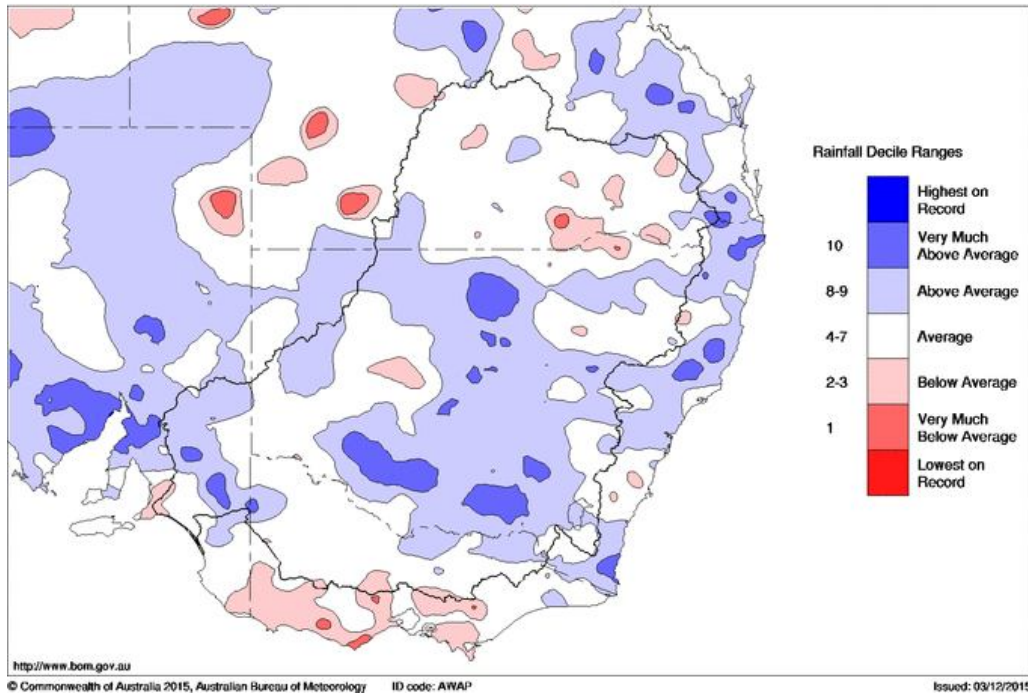 Rainfall Decile Ranges
Highest on
Record
10
Very Much
Above Average
8-9
Above Average
4-7
Average
2-3
Below Average
1
Very Much
Below Average
Lowest on
Record
http://www.bom.gov.au
© Commonwealth of Australia 2015, Australian Bureau of Meteorology
ID code: AWAP
Issued: 03/12/2015